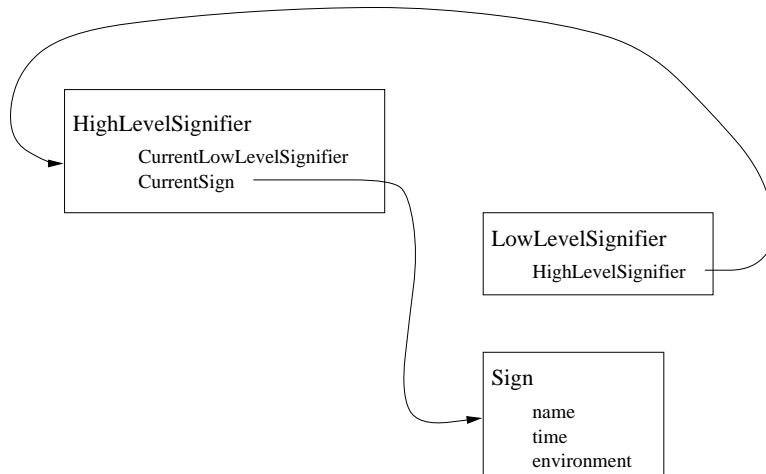 HighLevelSignifier
CurrentLowLevelSignifier
CurrentSign
LowLevelSignifier
HighLevelSignifier
Sign
name
time
environment